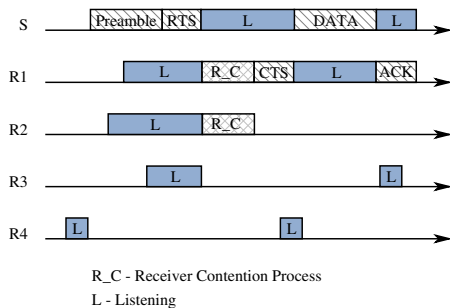 S Preamble RTS L DATA L
R1 L R_C CTS L ACK
R2 L R_C
R3 L L
R4 L L
R_C - Receiver Contention Process
L - Listening